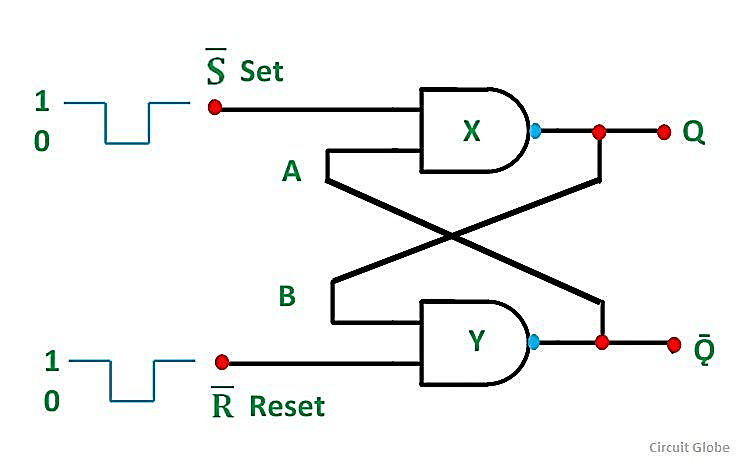 S̅ Set
1
0
X
Q
A
B
Y
Q̄
1
0
R̅ Reset
Circuit Globe